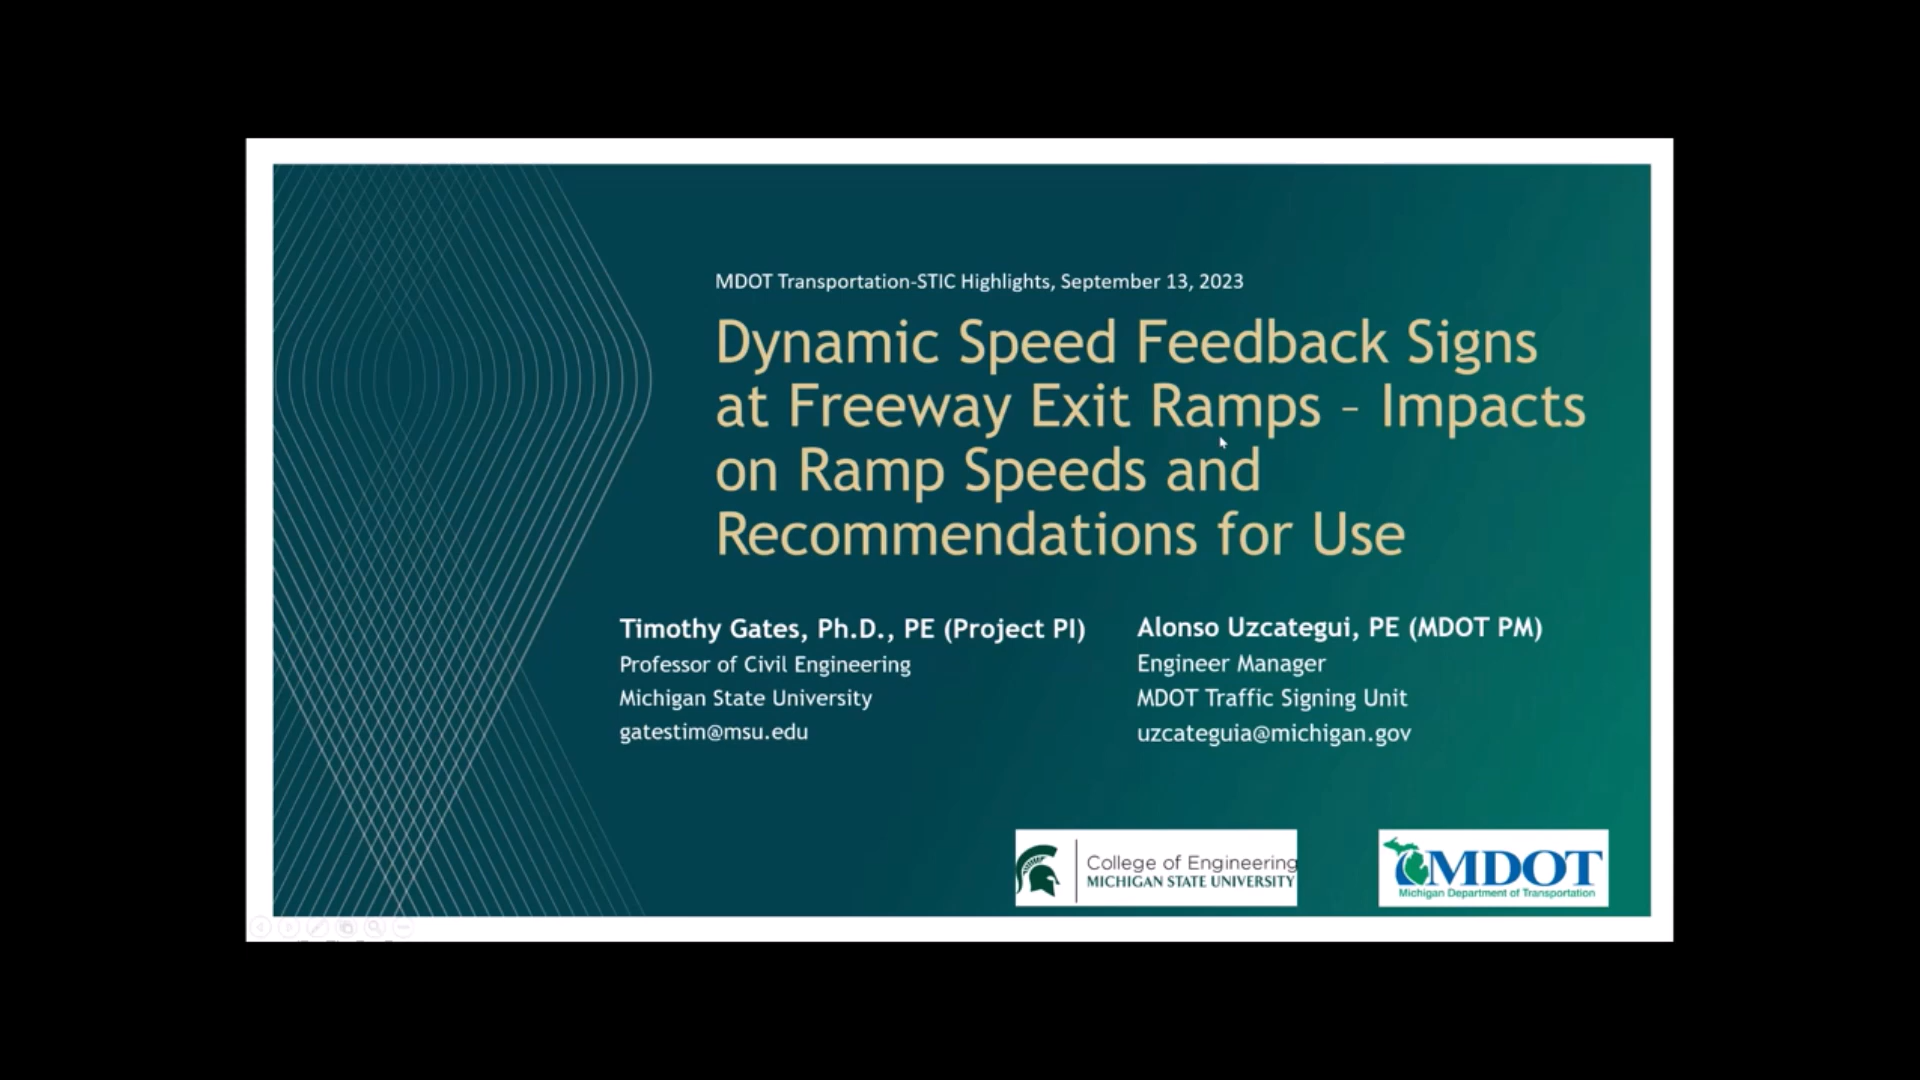 MDOT Transportation-STIC Highlights, September 13, 2023
Dynamic Speed Feedback Signs
at Freeway Exit Ramps – Impacts
on Ramp Speeds and
Recommendations for Use
Timothy Gates, Ph.D., PE (Project PI)
Professor of Civil Engineering
Michigan State University
gatestim@msu.edu
Alonso Uzcategui, PE (MDOT PM)
Engineer Manager
MDOT Traffic Signing Unit
uzcateguia@michigan.gov
College of Engineering
MICHIGAN STATE UNIVERSITY
MDOT
Michigan Department of Transportation